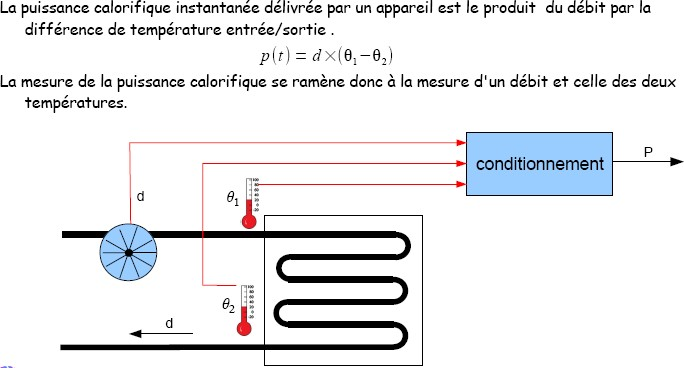 La puissance calorifique instantanée délivrée par un appareil est le produit du débit par la
différence de température entrée/sortie .
p(t) = d×(θ₁−θ₂)
La mesure de la puissance calorifique se ramène donc à la mesure d'un débit et celle des deux
températures.
conditionnement
P
d
θ₁
θ₂
d